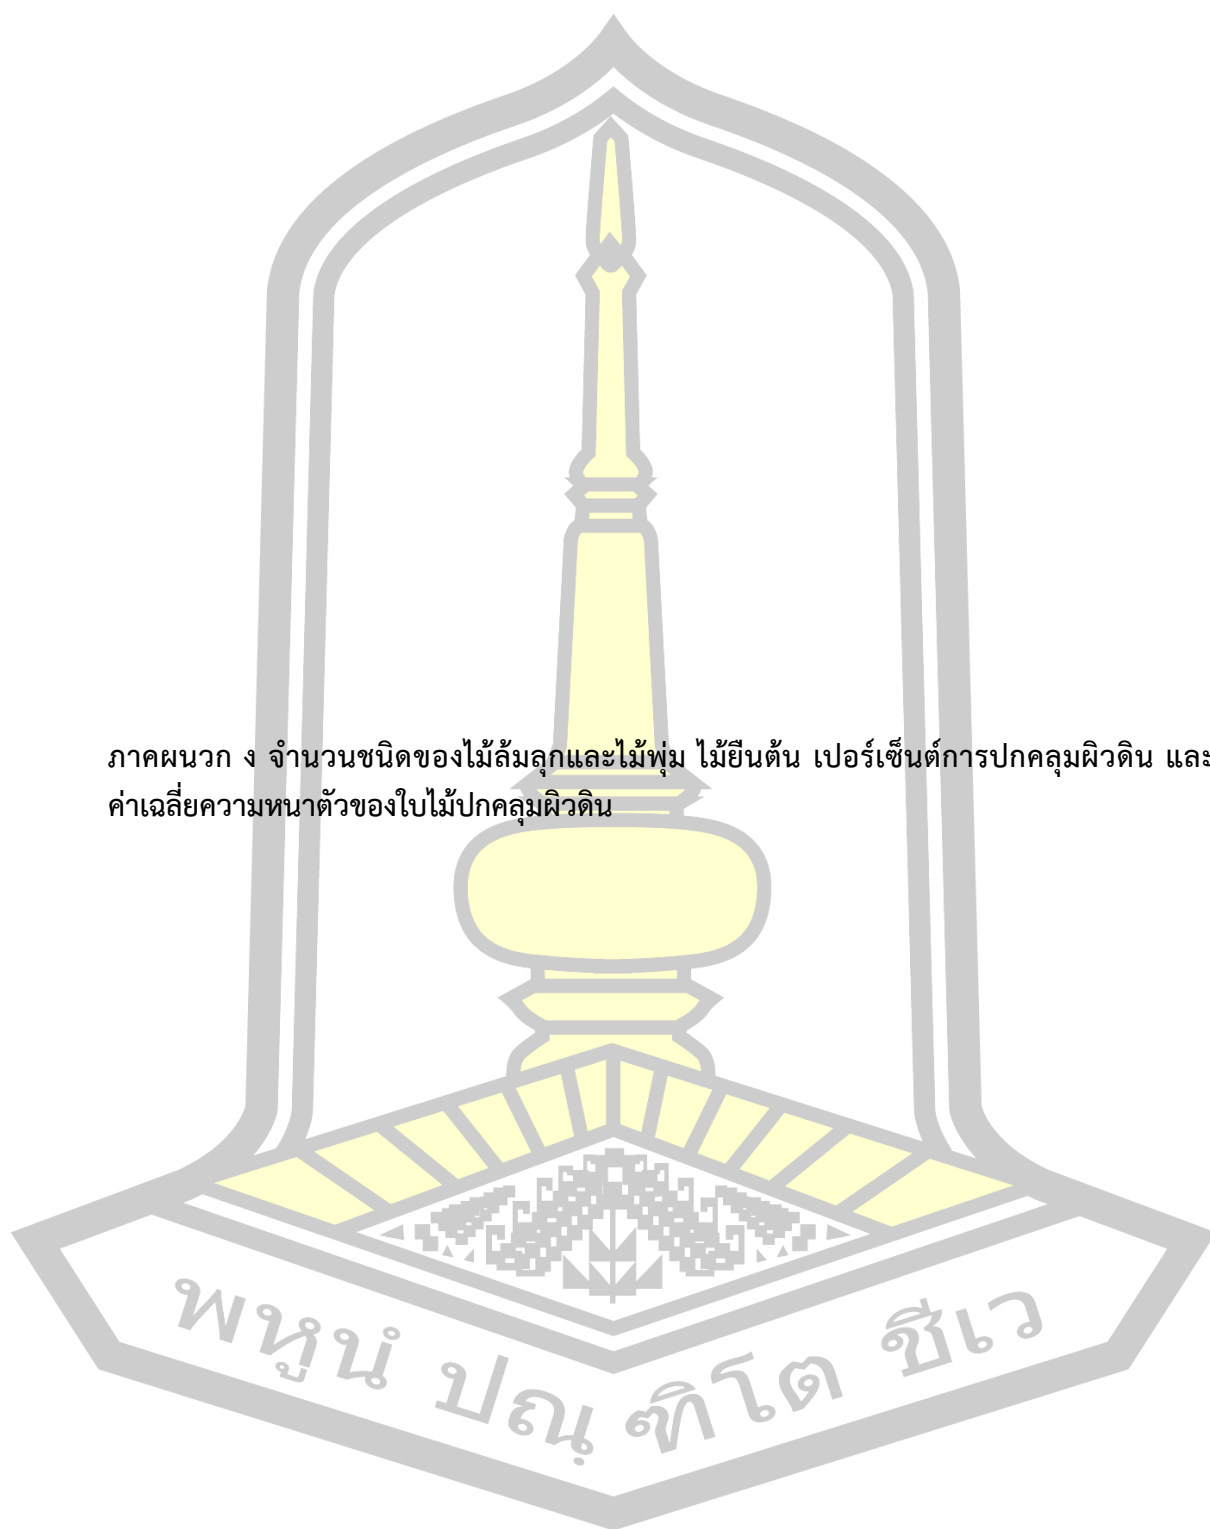 ภาคผนวก ง จำนวนชนิดของไม้ล้มลุกและไม้พุ่ม ไม้ยืนต้น เปอร์เซ็นต์การปกคลุมผิวดิน และ
ค่าเฉลี่ยความหนาตัวของใบไม้ปกคลุมผิวดิน
พหูนํ ปณฺ ฑิโต ชีเว